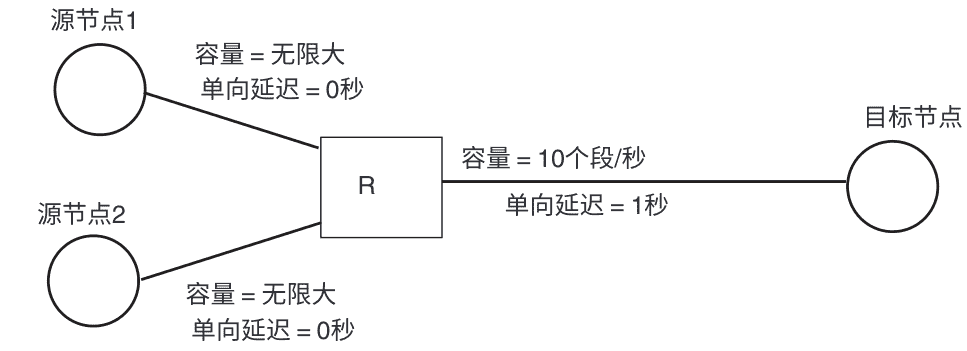 源节点1
容量 = 无限大
单向延迟 = 0秒
目标节点
容量 = 10个段/秒
R
单向延迟 = 1秒
源节点2
容量 = 无限大
单向延迟 = 0秒